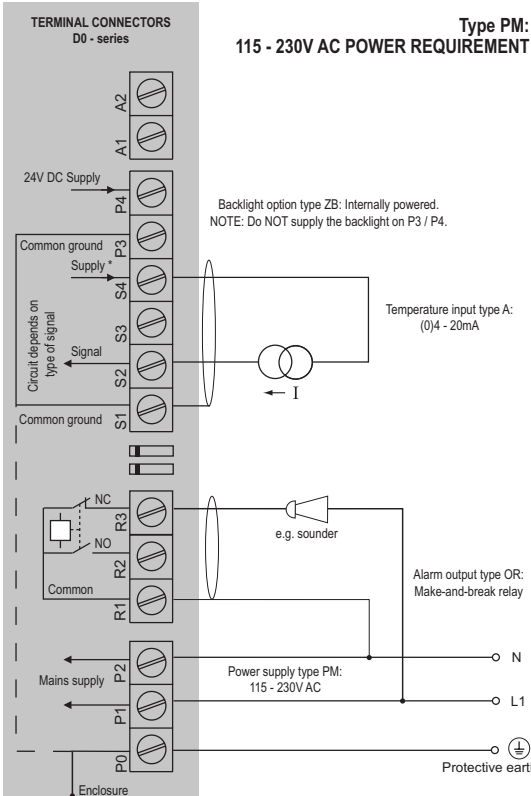 TERMINAL CONNECTORS
D0 - series
Type PM:
115 - 230V AC POWER REQUIREMENT
A2
A1
24V DC Supply
P4
Backlight option type ZB: Internally powered.
NOTE: Do NOT supply the backlight on P3 / P4.
Common ground
P3
Supply *
S4
Temperature input type A:
(0)4 - 20mA
Circuit depends on
type of signal
S3
Signal
S2
I
S1
Common ground
NC
R3
e.g. sounder
NO
R2
Alarm output type OR:
Make-and-break relay
Common
R1
P2
N
Mains supply
Power supply type PM:
115 - 230V AC
P1
L1
P0
Protective earth
Enclosure